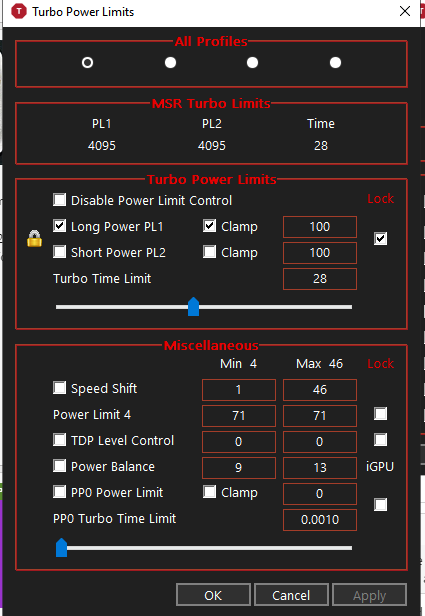 T Turbo Power Limits
All Profiles
MSR Turbo Limits
PL1 PL2 Time
4095 4095 28
Turbo Power Limits
Disable Power Limit Control Lock
Long Power PL1 Clamp 100
Short Power PL2 Clamp 100
Turbo Time Limit 28
Miscellaneous
Min 4 Max 46 Lock
Speed Shift 1 46
Power Limit 4 71 71
TDP Level Control 0 0
Power Balance 9 13 iGPU
PP0 Power Limit Clamp 0
PP0 Turbo Time Limit 0.0010
OK Cancel Apply